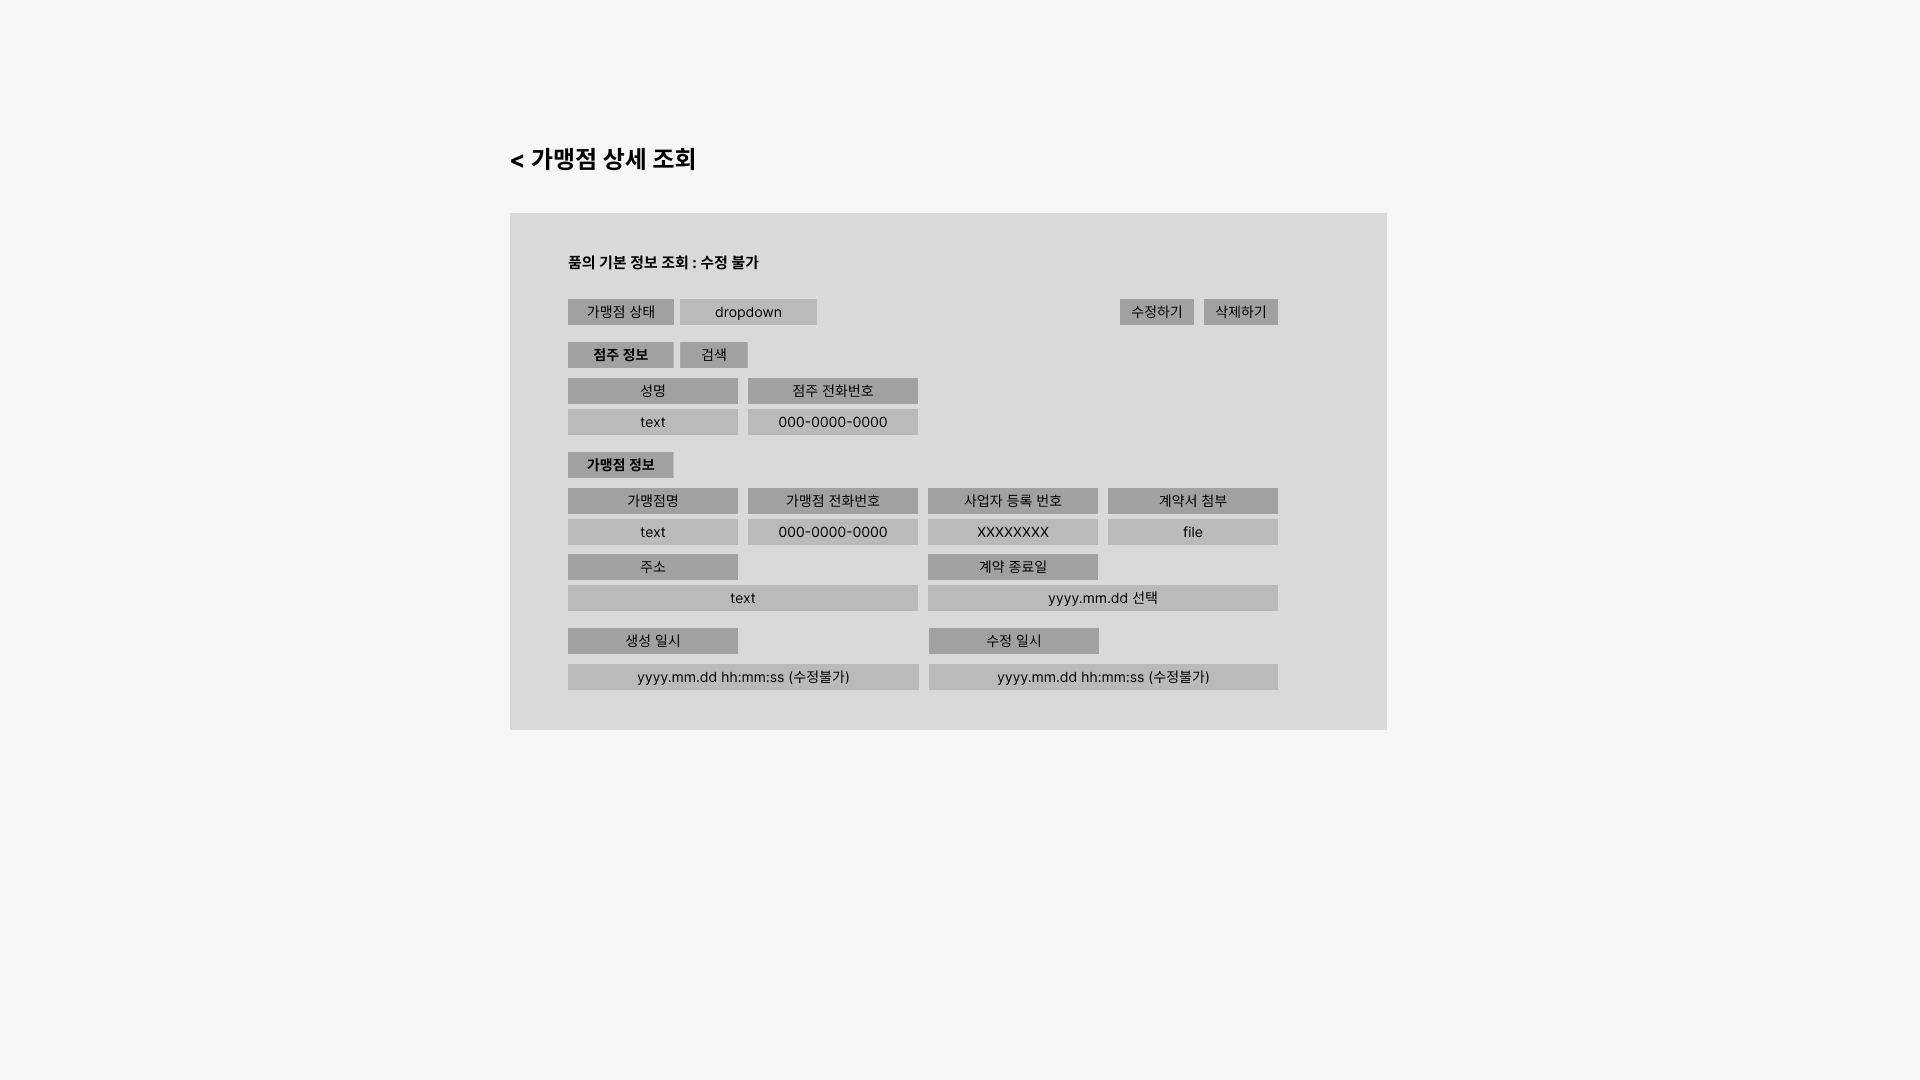 < 가맹점 상세 조회
품의 기본 정보 조회 : 수정 불가
가맹점 상태 dropdown 수정하기 삭제하기
점주 정보 검색
성명 점주 전화번호
text 000-0000-0000
가맹점 정보
가맹점명 가맹점 전화번호 사업자 등록 번호 계약서 첨부
text 000-0000-0000 XXXXXXXX file
주소 계약 종료일
text yyyy.mm.dd 선택
생성 일시 수정 일시
yyyy.mm.dd hh:mm:ss (수정불가) yyyy.mm.dd hh:mm:ss (수정불가)